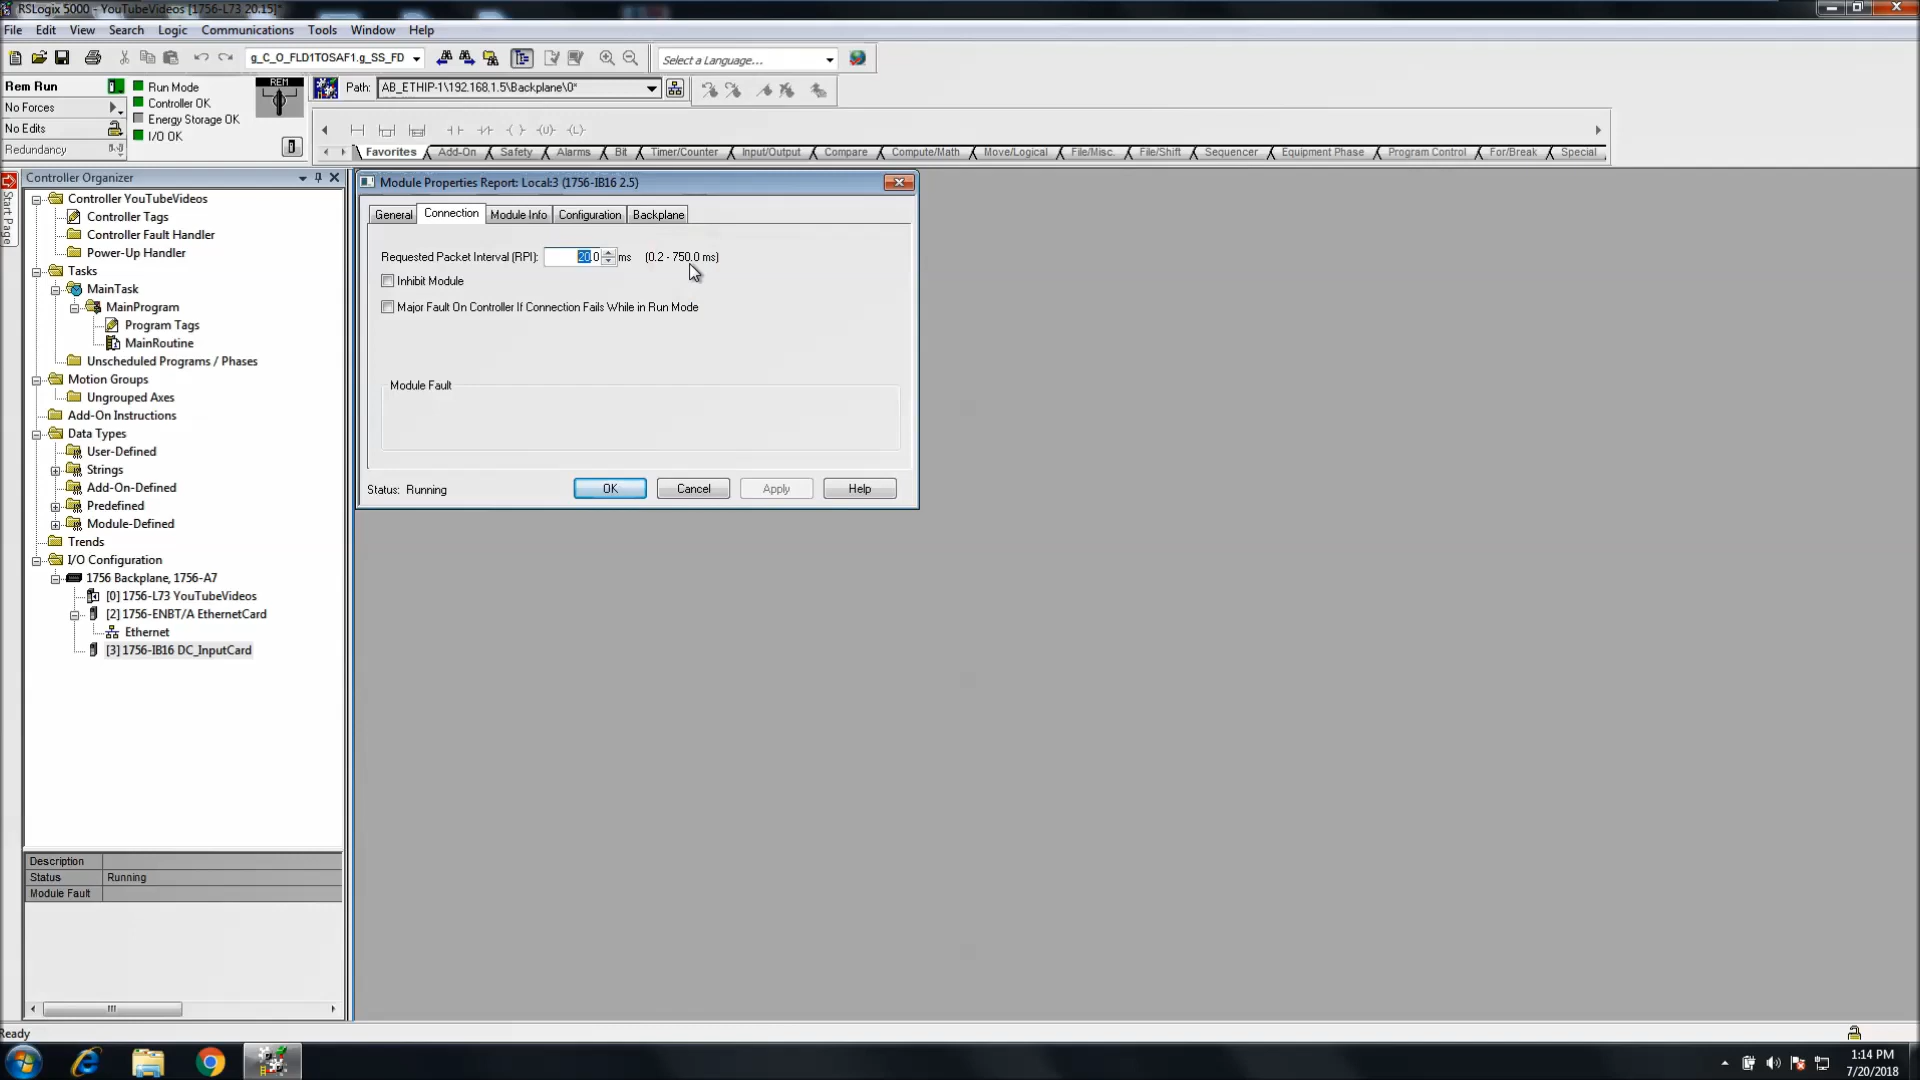 RSLogix 5000 - YouTubeVideos [1756-L73 20.15]*
File Edit View Search Logic Communications Tools Window Help
g_C_O_FLD1TOSAF1.g_SS_FD
Select a Language...
Rem Run
No Forces
No Edits
Redundancy
Run Mode
Controller OK
Energy Storage OK
I/O OK
REM
Path: AB_ETHIP-1\192.168.1.5\Backplane\0*
Favorites Add-On Safety Alarms Bit Timer/Counter Input/Output Compare Compute/Math Move/Logical File/Misc. File/Shift Sequencer Equipment Phase Program Control For/Break Special
Start Page
Controller Organizer
Controller YouTubeVideos
Controller Tags
Controller Fault Handler
Power-Up Handler
Tasks
MainTask
MainProgram
Program Tags
MainRoutine
Unscheduled Programs / Phases
Motion Groups
Ungrouped Axes
Add-On Instructions
Data Types
User-Defined
Strings
Add-On-Defined
Predefined
Module-Defined
Trends
I/O Configuration
1756 Backplane, 1756-A7
[0] 1756-L73 YouTubeVideos
[2] 1756-ENBT/A EthernetCard
Ethernet
[3] 1756-IB16 DC_InputCard
Description
Status Running
Module Fault
Module Properties Report: Local:3 (1756-IB16 2.5)
General Connection Module Info Configuration Backplane
Requested Packet Interval (RPI): 20.0 ms (0.2 - 750.0 ms)
Inhibit Module
Major Fault On Controller If Connection Fails While in Run Mode
Module Fault
Status: Running OK Cancel Apply Help
Ready
1:14 PM
7/20/2018